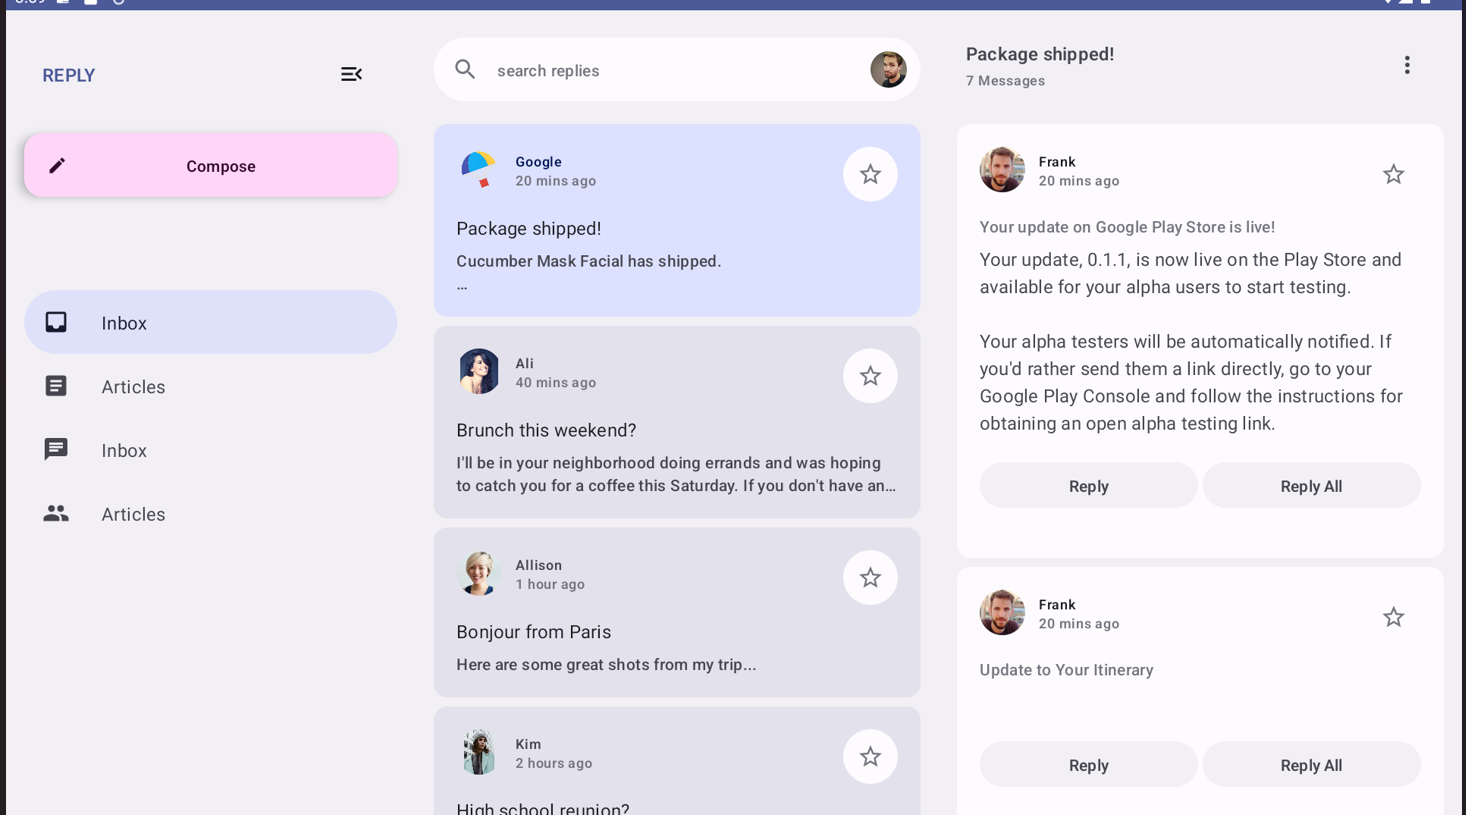 REPLY
Compose
Inbox
Articles
Inbox
Articles
search replies
Google
20 mins ago
Package shipped!
Cucumber Mask Facial has shipped.
...
Ali
40 mins ago
Brunch this weekend?
I'll be in your neighborhood doing errands and was hoping
to catch you for a coffee this Saturday. If you don't have an...
Allison
1 hour ago
Bonjour from Paris
Here are some great shots from my trip...
Kim
2 hours ago
High school reunion?
Package shipped!
7 Messages
Frank
20 mins ago
Your update on Google Play Store is live!
Your update, 0.1.1, is now live on the Play Store and
available for your alpha users to start testing.
Your alpha testers will be automatically notified. If
you'd rather send them a link directly, go to your
Google Play Console and follow the instructions for
obtaining an open alpha testing link.
Reply
Reply All
Frank
20 mins ago
Update to Your Itinerary
Reply
Reply All